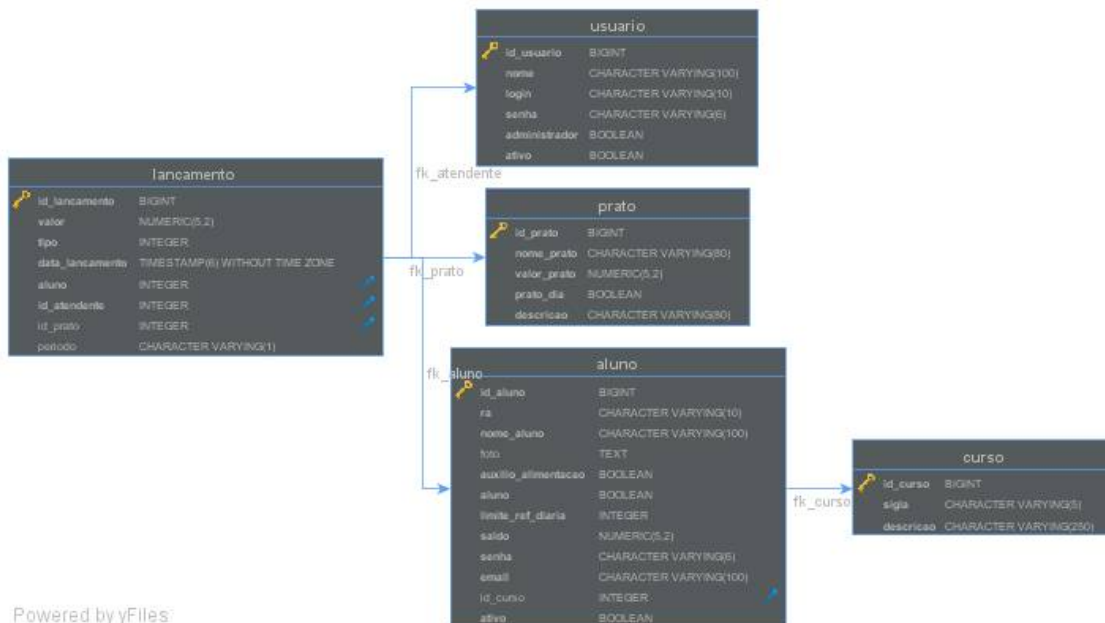 usuario
id_usuario BIGINT
nome CHARACTER VARYING(100)
login CHARACTER VARYING(10)
senha CHARACTER VARYING(6)
administrador BOOLEAN
ativo BOOLEAN
fk_atendente
lancamento
id_lancamento BIGINT
valor NUMERIC(5,2)
tipo INTEGER
data_lancamento TIMESTAMP(6) WITHOUT TIME ZONE
aluno INTEGER
id_atendente INTEGER
id_prato INTEGER
periodo CHARACTER VARYING(1)
prato
id_prato BIGINT
nome_prato CHARACTER VARYING(80)
valor_prato NUMERIC(5,2)
prato_dia BOOLEAN
descricao CHARACTER VARYING(80)
fk_prato
fk_aluno
aluno
id_aluno BIGINT
ra CHARACTER VARYING(10)
nome_aluno CHARACTER VARYING(100)
foto TEXT
auxilio_alimentacao BOOLEAN
aluno BOOLEAN
limite_ref_diaria INTEGER
saldo NUMERIC(5,2)
senha CHARACTER VARYING(6)
email CHARACTER VARYING(100)
id_curso INTEGER
ativo BOOLEAN
fk_curso
curso
id_curso BIGINT
sigla CHARACTER VARYING(5)
descricao CHARACTER VARYING(250)
Powered by yFiles